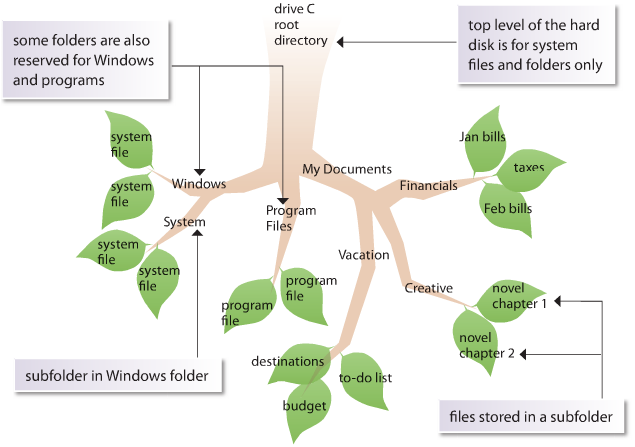 drive C
root
directory
some folders are also
reserved for Windows
and programs
top level of the hard
disk is for system
files and folders only
system
file
system
file
Windows
System
system
file
system
file
My Documents
Program
Files
program
file
program
file
Financials
Jan bills
taxes
Feb bills
Vacation
destinations
to-do list
budget
Creative
novel
chapter 1
novel
chapter 2
subfolder in Windows folder
files stored in a subfolder